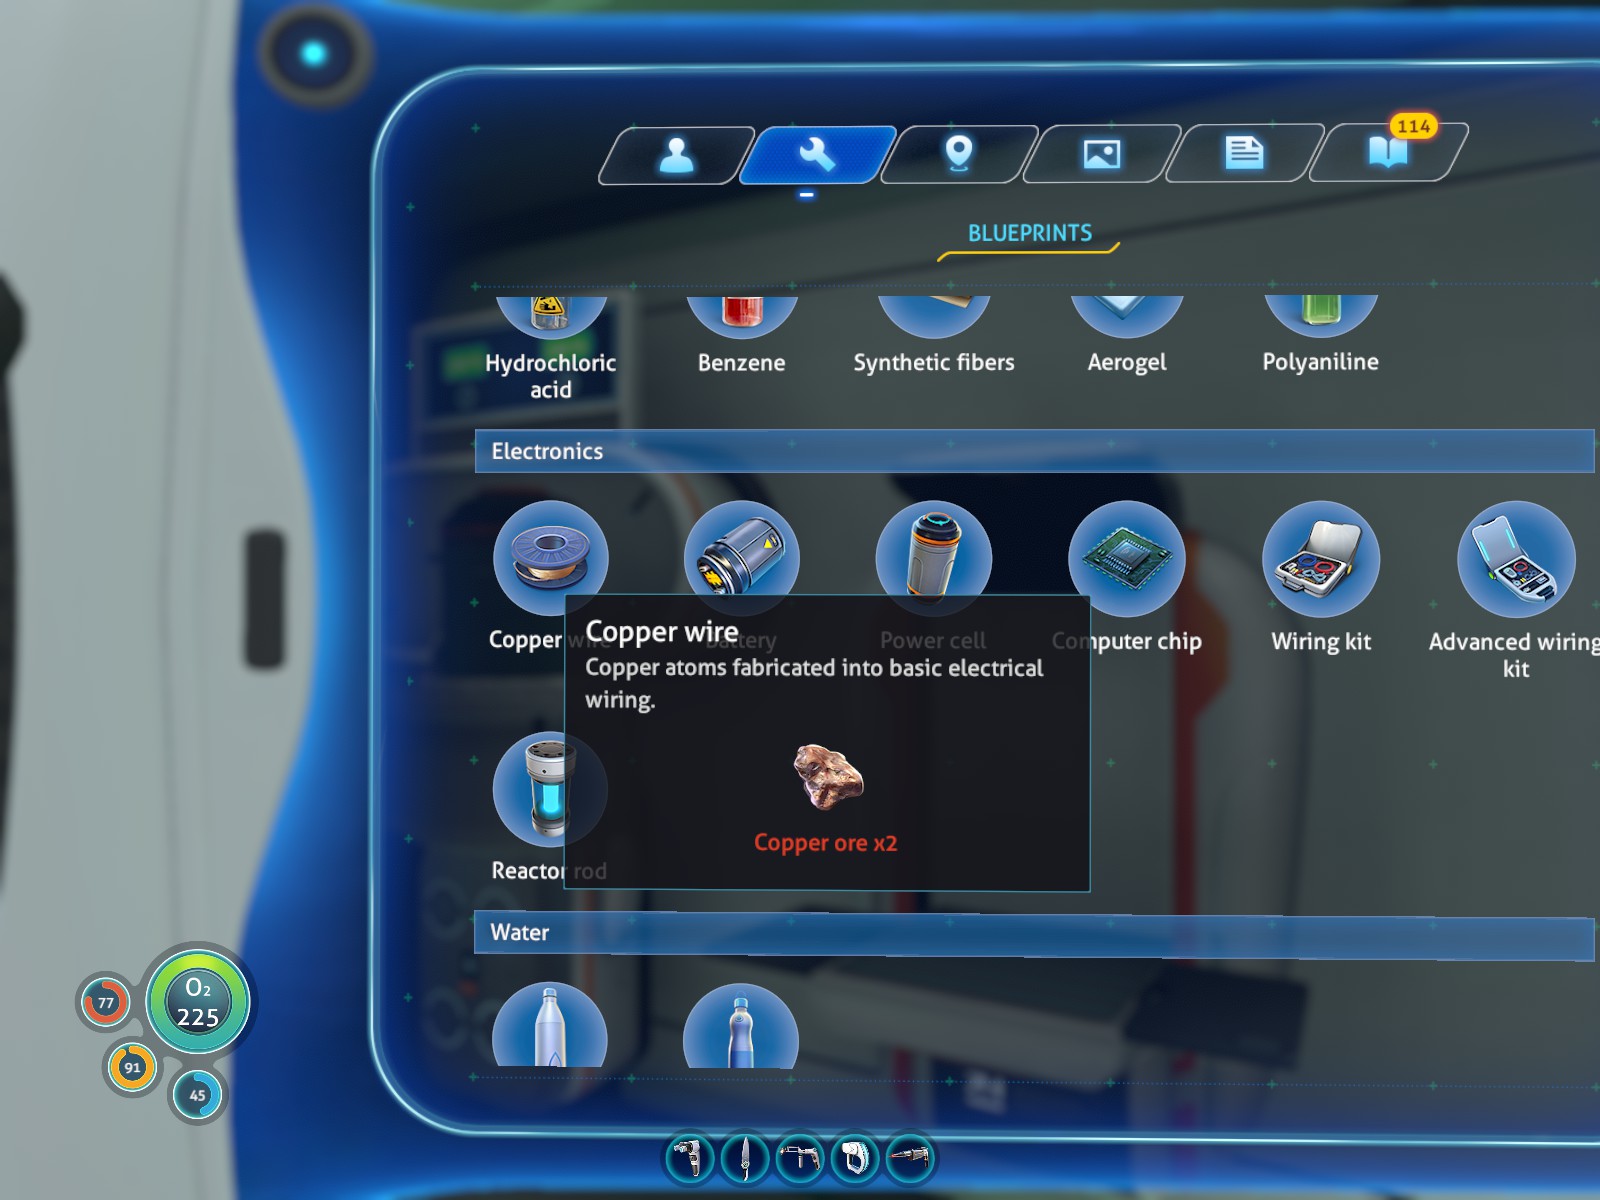 114
BLUEPRINTS
Hydrochloric
acid
Benzene
Synthetic fibers
Aerogel
Polyaniline
Electronics
Copper wire
Battery
Power cell
Computer chip
Wiring kit
Advanced wiring
kit
Copper wire
Copper atoms fabricated into basic electrical
wiring.
Copper ore x2
Reactor rod
Water
O₂
225
77
91
45